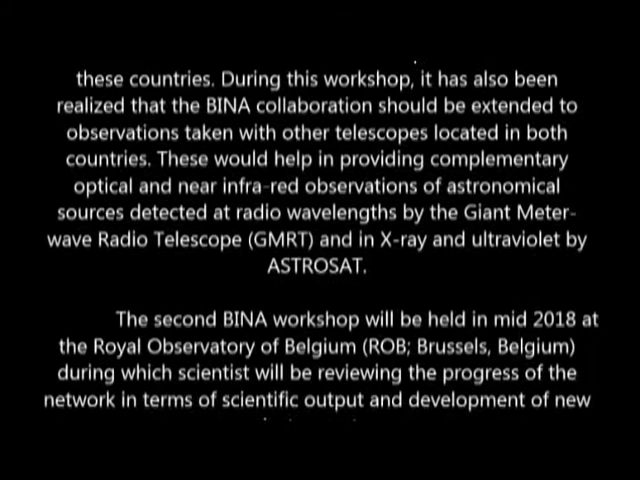 these countries. During this workshop, it has also been
realized that the BINA collaboration should be extended to
observations taken with other telescopes located in both
countries. These would help in providing complementary
optical and near infra-red observations of astronomical
sources detected at radio wavelengths by the Giant Meter-
wave Radio Telescope (GMRT) and in X-ray and ultraviolet by
ASTROSAT.
The second BINA workshop will be held in mid 2018 at
the Royal Observatory of Belgium (ROB; Brussels, Belgium)
during which scientist will be reviewing the progress of the
network in terms of scientific output and development of new